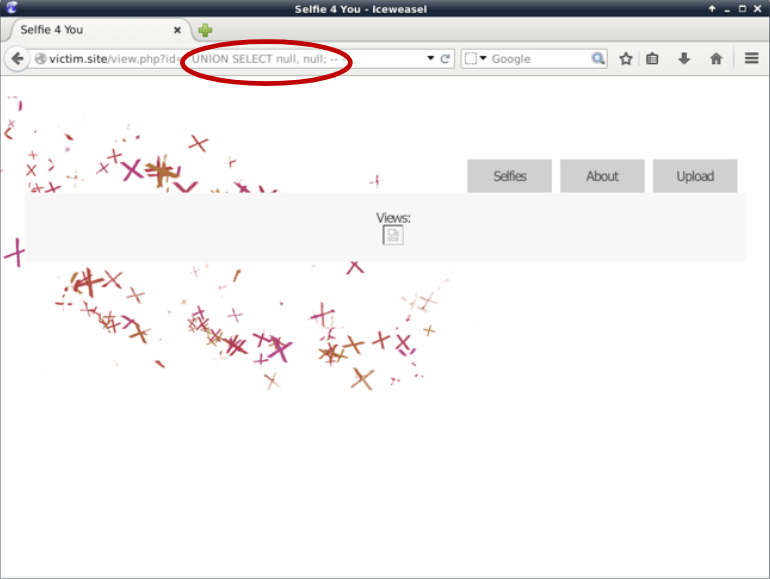 Selfie 4 You - Iceweasel
Selfie 4 You
victim.site/view.php?id=' UNION SELECT null, null; -- -
Google
Selfies About Upload
Views: